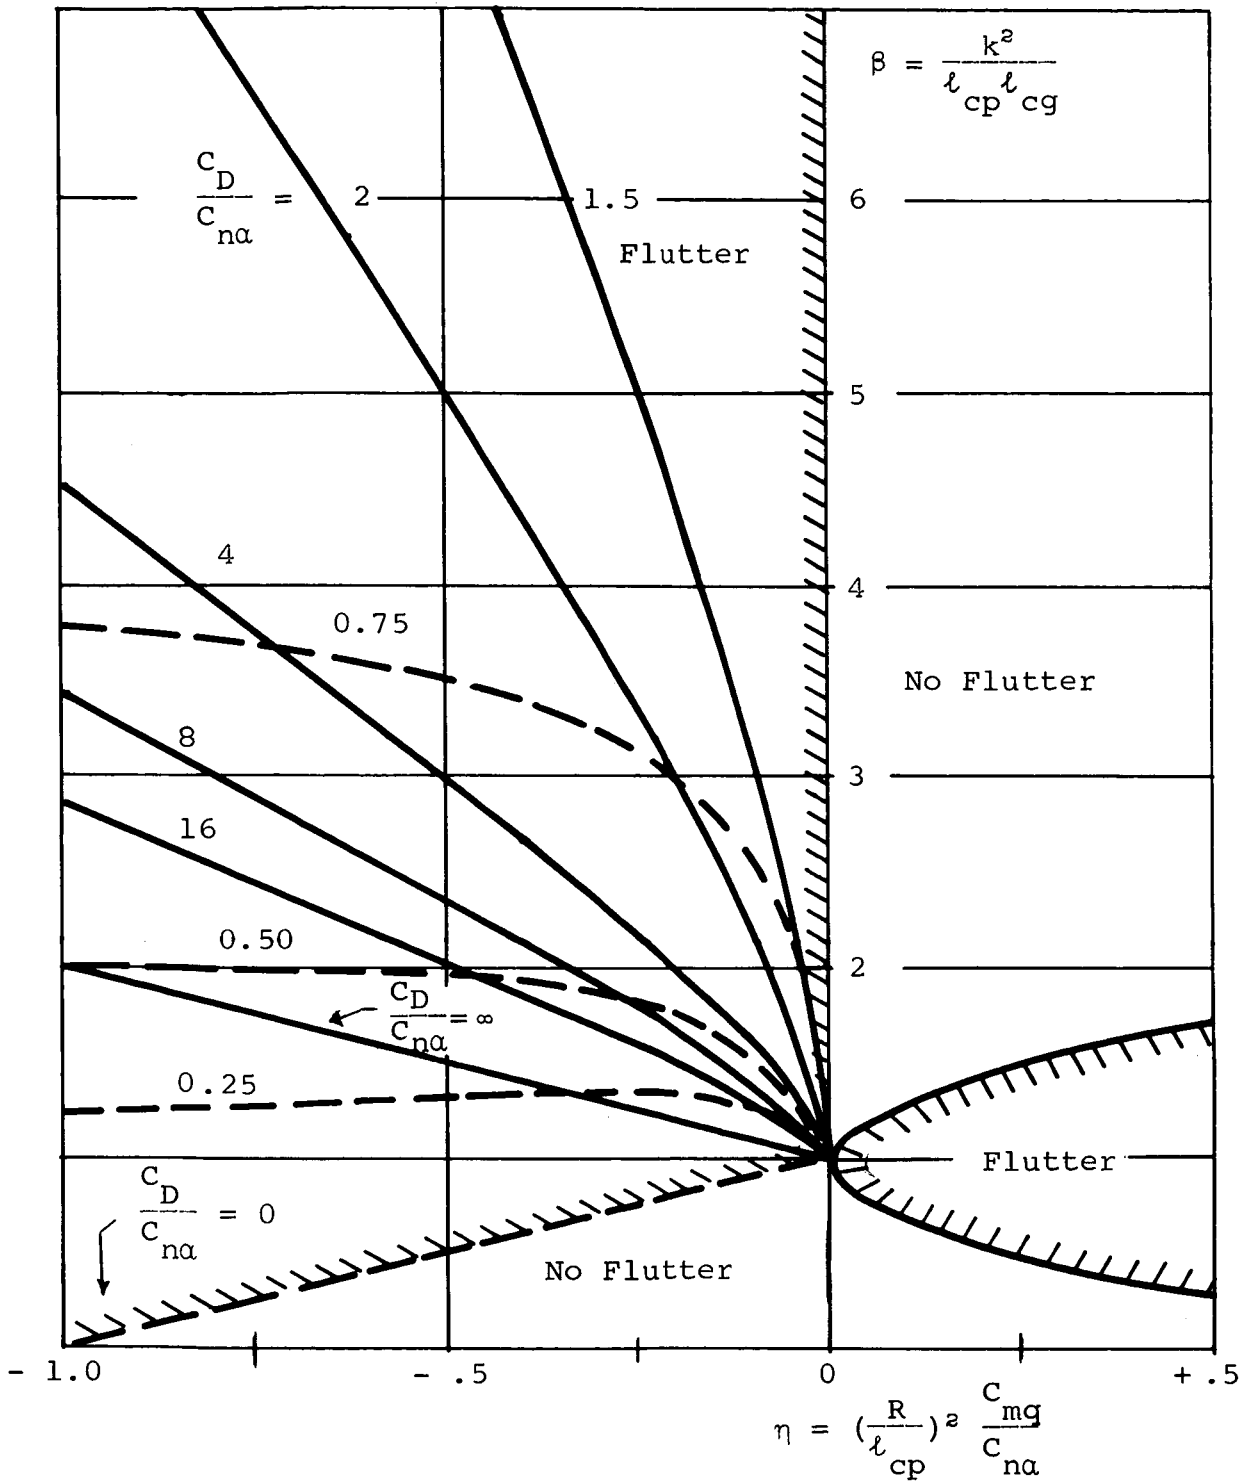 β = k² / ℓcp ℓcg
CD / Cnα =
2
1.5
6
Flutter
5
4
4
0.75
No Flutter
8
3
16
0.50
2
CD / Cnα = ∞
0.25
Flutter
CD / Cnα = 0
No Flutter
- 1.0
- .5
0
+ .5
η = (R / ℓcp)² Cmq / Cnα